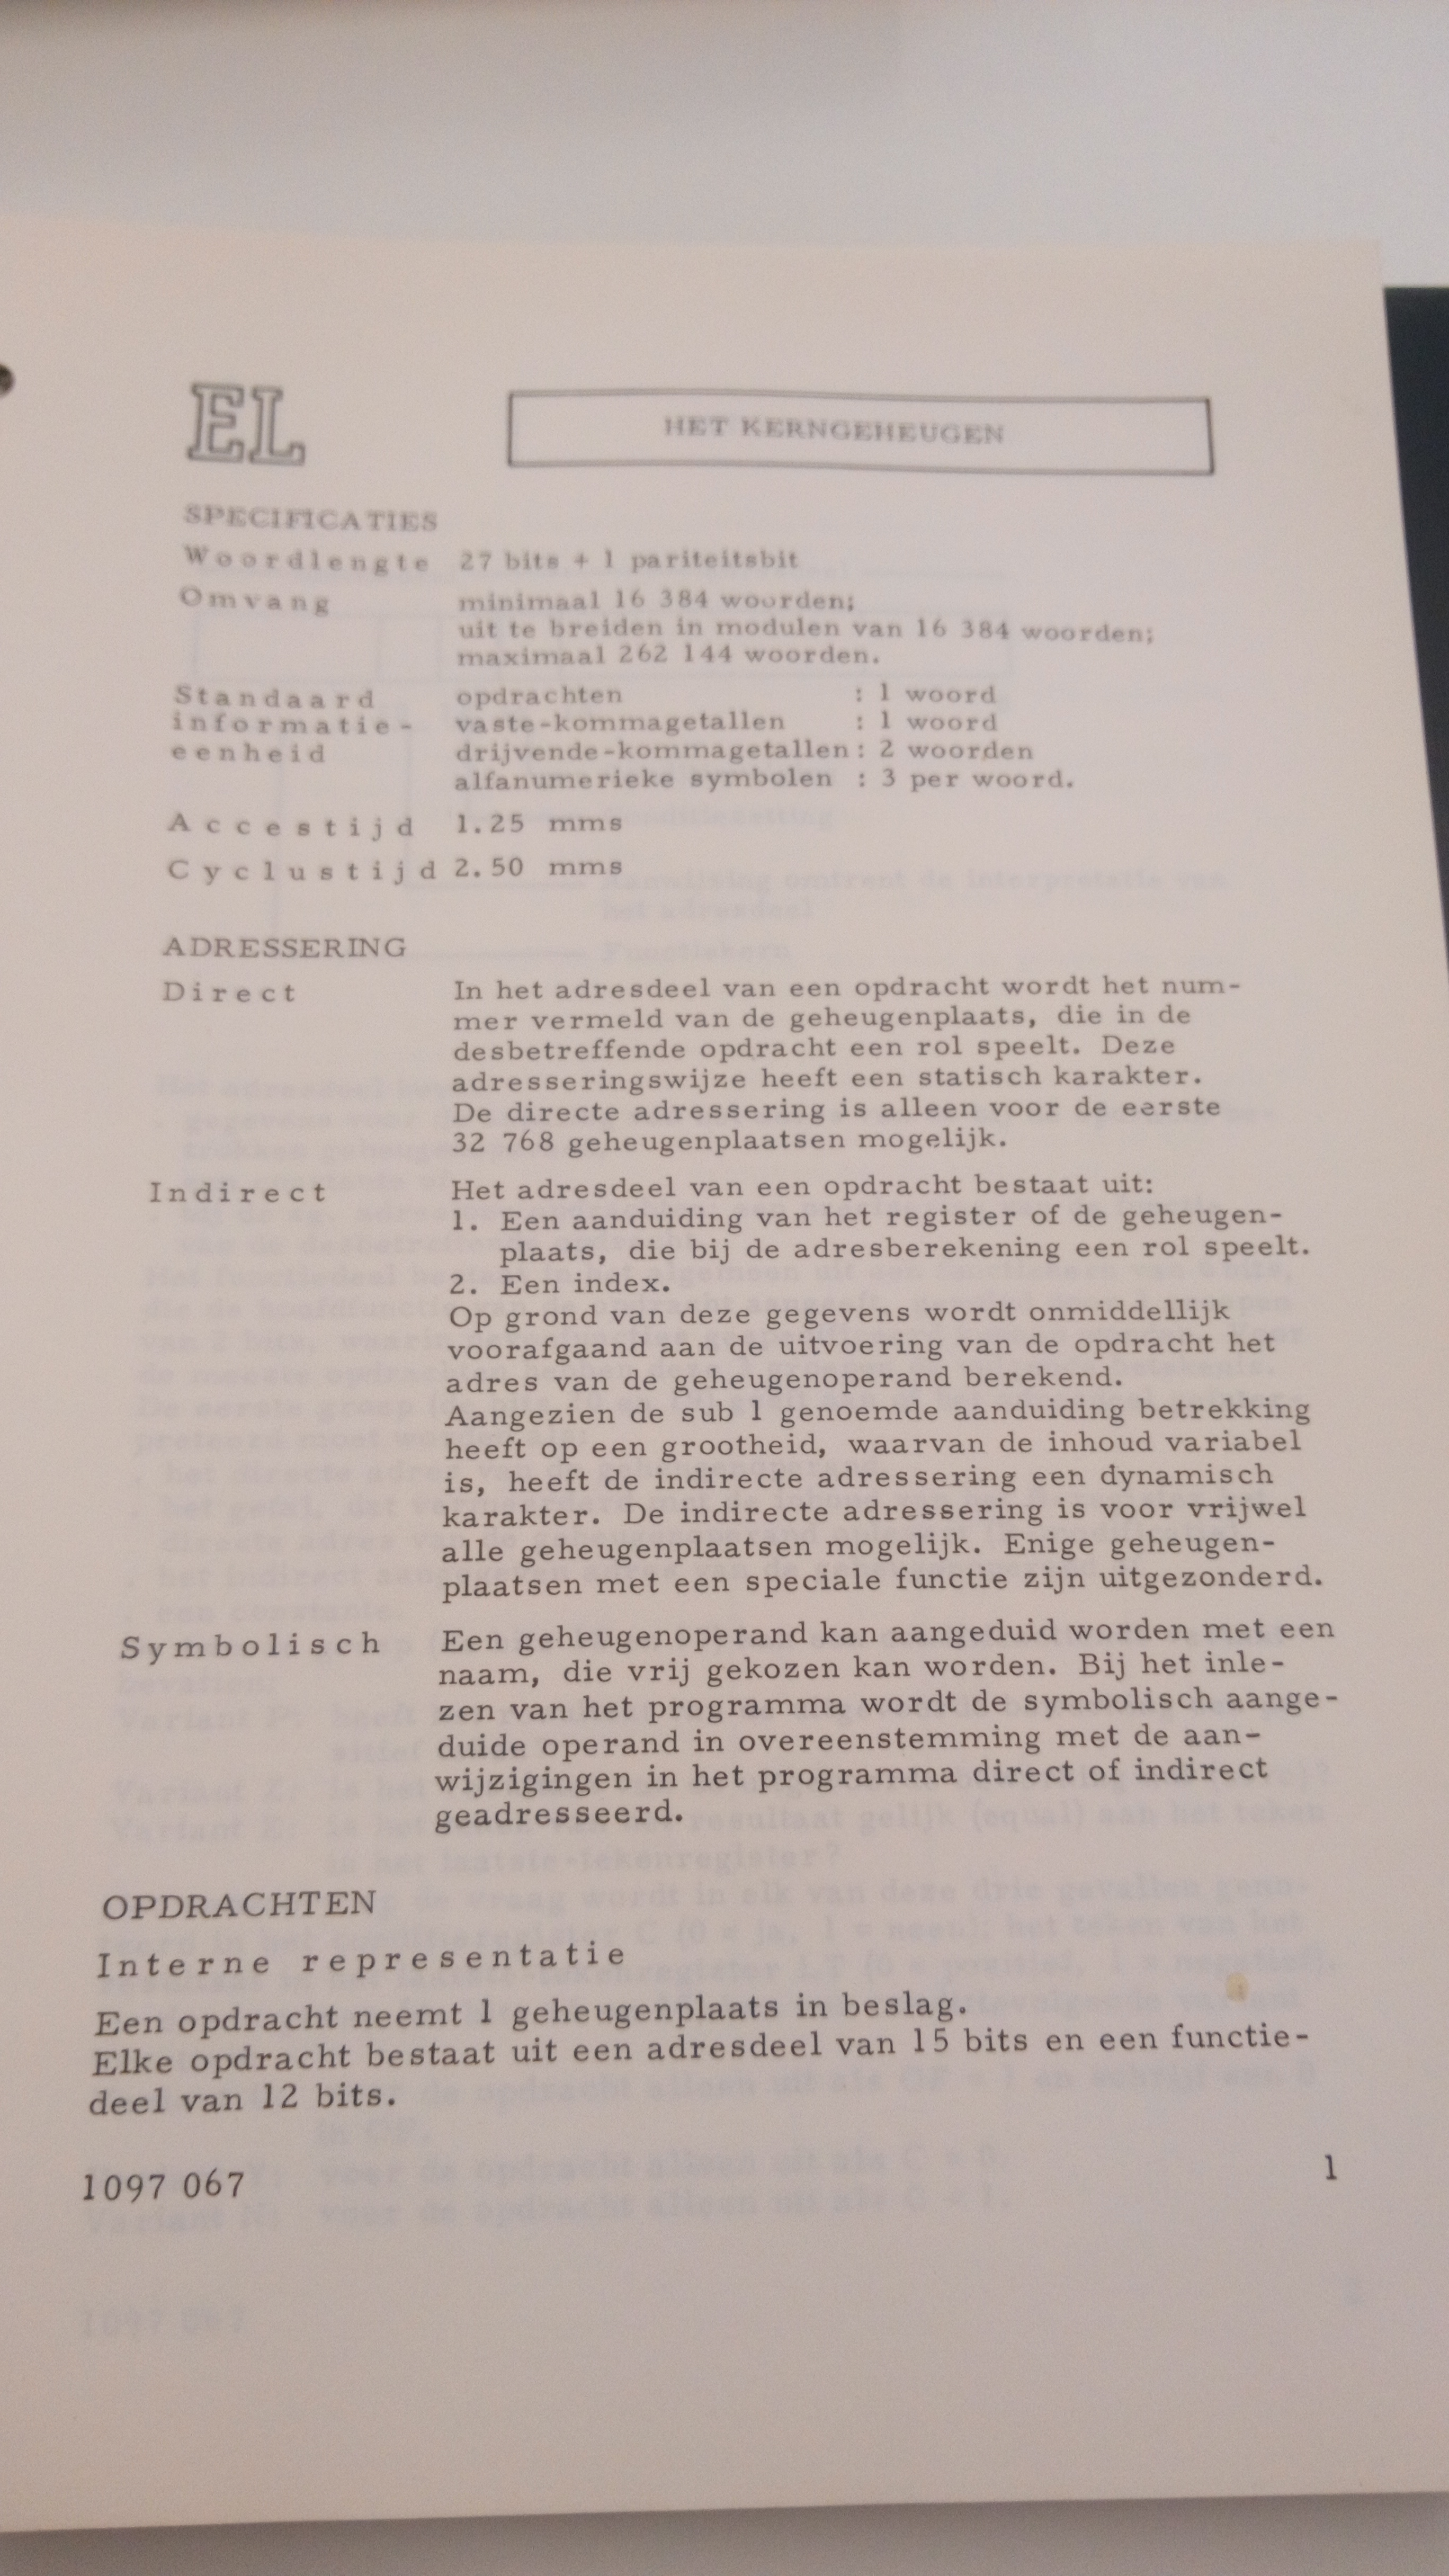 EL
HET KERNGEHEUGEN
SPECIFICATIES
Woordlengte 27 bits + 1 pariteitsbit
Omvang minimaal 16 384 woorden;
uit te breiden in modulen van 16 384 woorden;
maximaal 262 144 woorden.
Standaard opdrachten : 1 woord
informatie- vaste-kommagetallen : 1 woord
eenheid drijvende-kommagetallen : 2 woorden
alfanumerieke symbolen : 3 per woord.
Accestijd 1.25 mms
Cyclustijd 2.50 mms
ADRESSERING
Direct In het adresdeel van een opdracht wordt het num-
mer vermeld van de geheugenplaats, die in de
desbetreffende opdracht een rol speelt. Deze
adresseringswijze heeft een statisch karakter.
De directe adressering is alleen voor de eerste
32 768 geheugenplaatsen mogelijk.
Indirect Het adresdeel van een opdracht bestaat uit:
1. Een aanduiding van het register of de geheugen-
plaats, die bij de adresberekening een rol speelt.
2. Een index.
Op grond van deze gegevens wordt onmiddellijk
voorafgaand aan de uitvoering van de opdracht het
adres van de geheugenoperand berekend.
Aangezien de sub 1 genoemde aanduiding betrekking
heeft op een grootheid, waarvan de inhoud variabel
is, heeft de indirecte adressering een dynamisch
karakter. De indirecte adressering is voor vrijwel
alle geheugenplaatsen mogelijk. Enige geheugen-
plaatsen met een speciale functie zijn uitgezonderd.
Symbolisch Een geheugenoperand kan aangeduid worden met een
naam, die vrij gekozen kan worden. Bij het inle-
zen van het programma wordt de symbolisch aange-
duide operand in overeenstemming met de aan-
wijzigingen in het programma direct of indirect
geadresseerd.
OPDRACHTEN
Interne representatie
Een opdracht neemt 1 geheugenplaats in beslag.
Elke opdracht bestaat uit een adresdeel van 15 bits en een functie-
deel van 12 bits.
1097 067 1